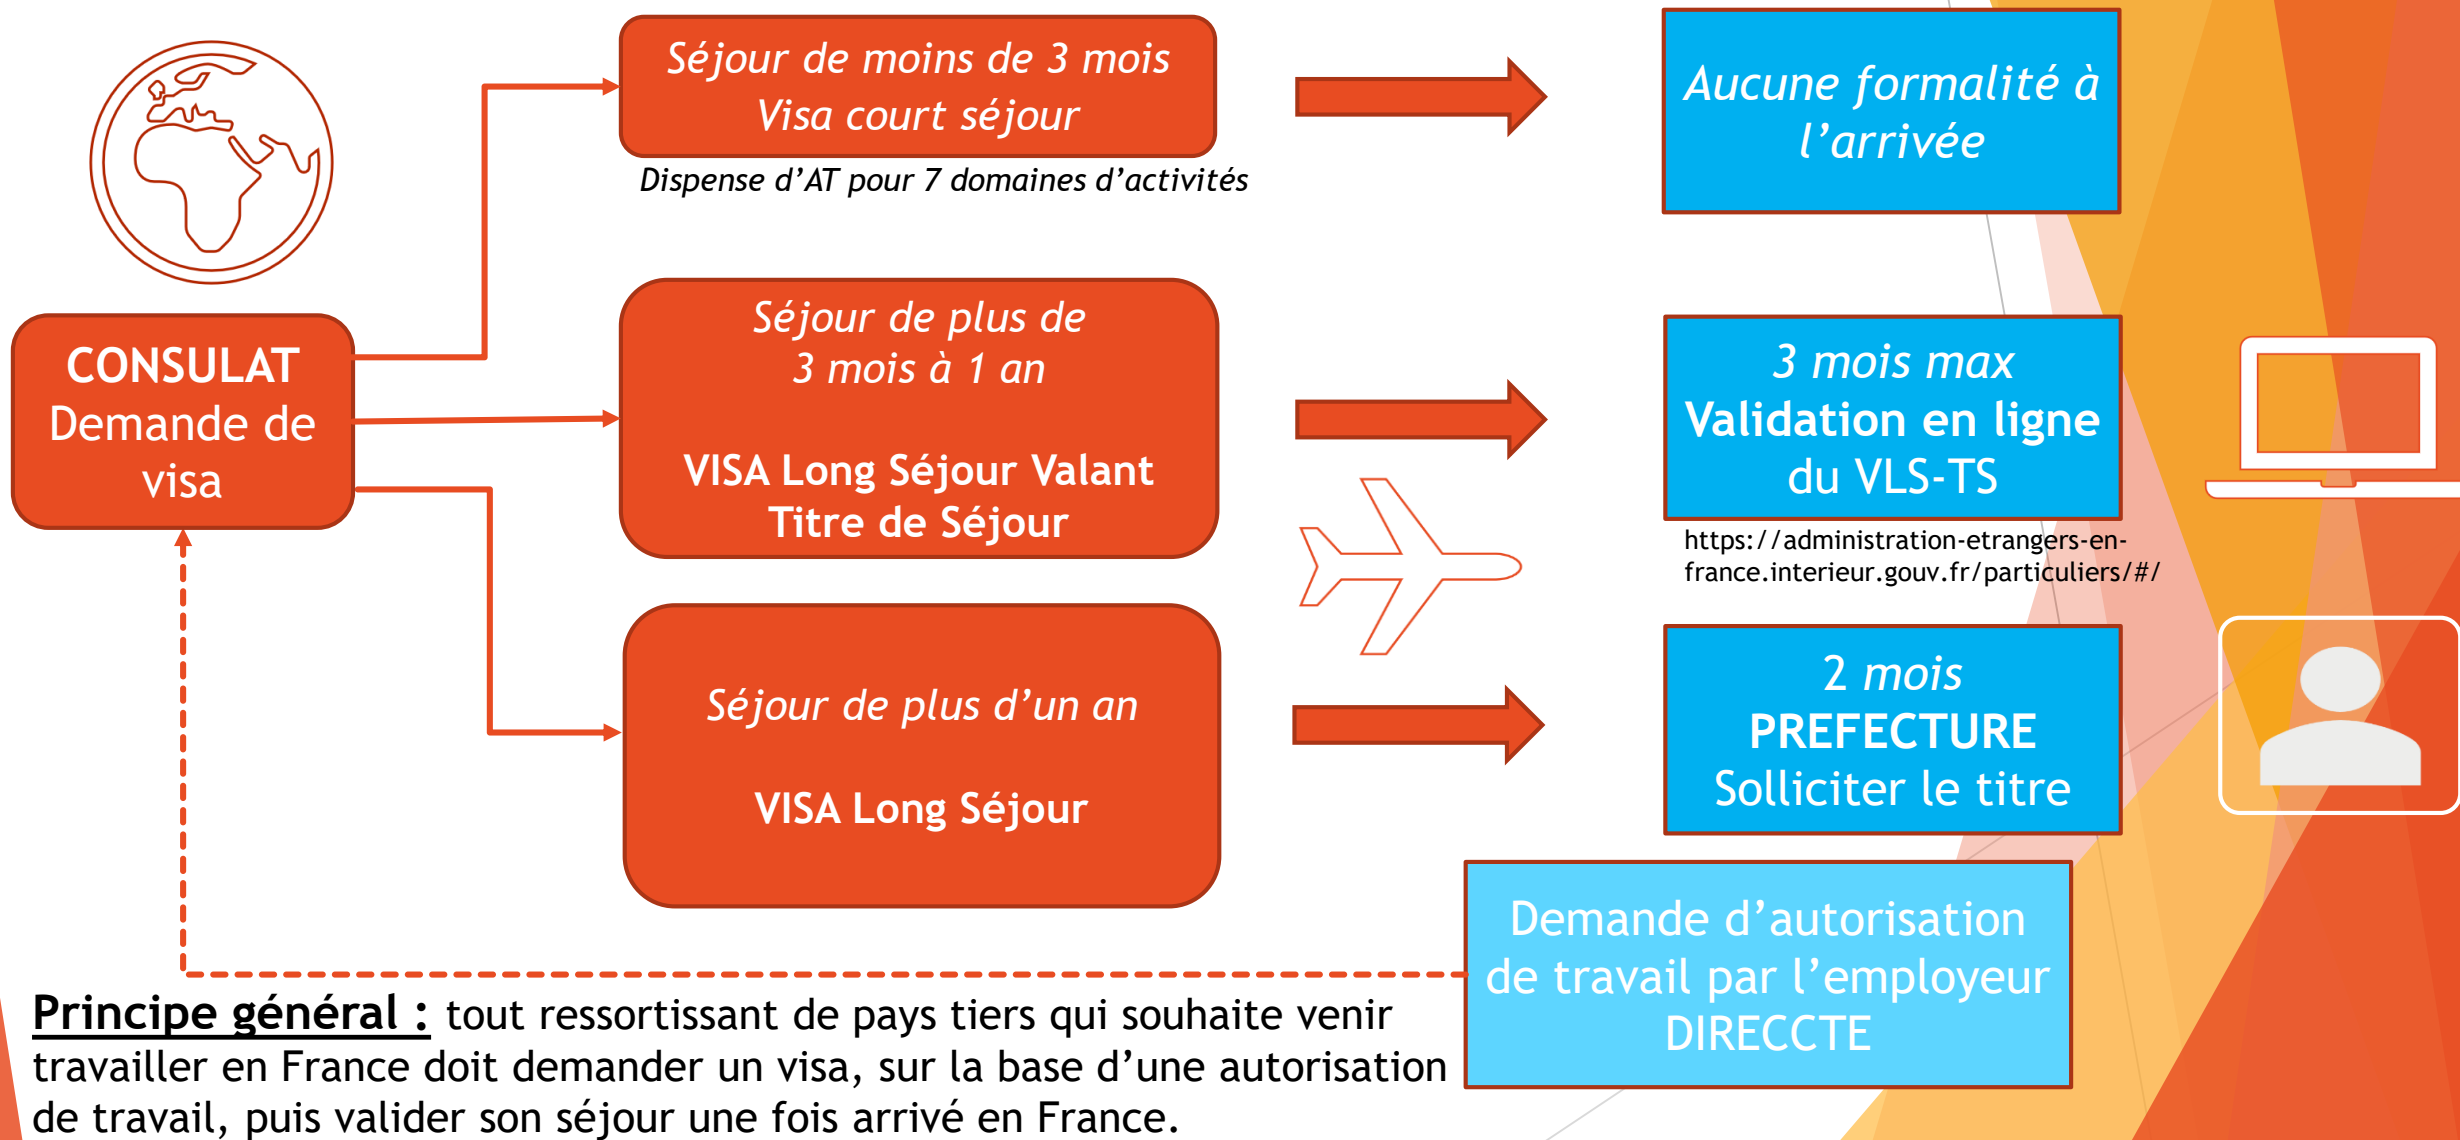 CONSULAT
Demande de
visa
Séjour de moins de 3 mois
Visa court séjour
Dispense d’AT pour 7 domaines d’activités
Aucune formalité à
l’arrivée
Séjour de plus de
3 mois à 1 an
VISA Long Séjour Valant
Titre de Séjour
3 mois max
Validation en ligne
du VLS-TS
https://administration-etrangers-en-
france.interieur.gouv.fr/particuliers/#/
Séjour de plus d’un an
VISA Long Séjour
2 mois
PREFECTURE
Solliciter le titre
Demande d’autorisation
de travail par l’employeur
DIRECCTE
Principe général : tout ressortissant de pays tiers qui souhaite venir
travailler en France doit demander un visa, sur la base d’une autorisation
de travail, puis valider son séjour une fois arrivé en France.